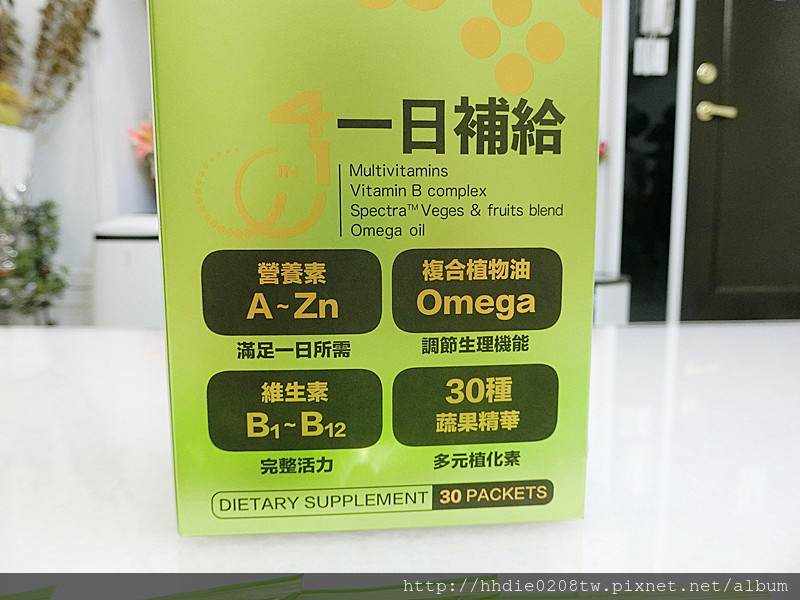 4 IN 1
一日補給
Multivitamins
Vitamin B complex
Spectra™ Veges & fruits blend
Omega oil
營養素
A~Zn
滿足一日所需
複合植物油
Omega
調節生理機能
維生素
B1~B12
完整活力
30種
蔬果精華
多元植化素
DIETARY SUPPLEMENT 30 PACKETS
http://hhdie0208tw.pixnet.net/album